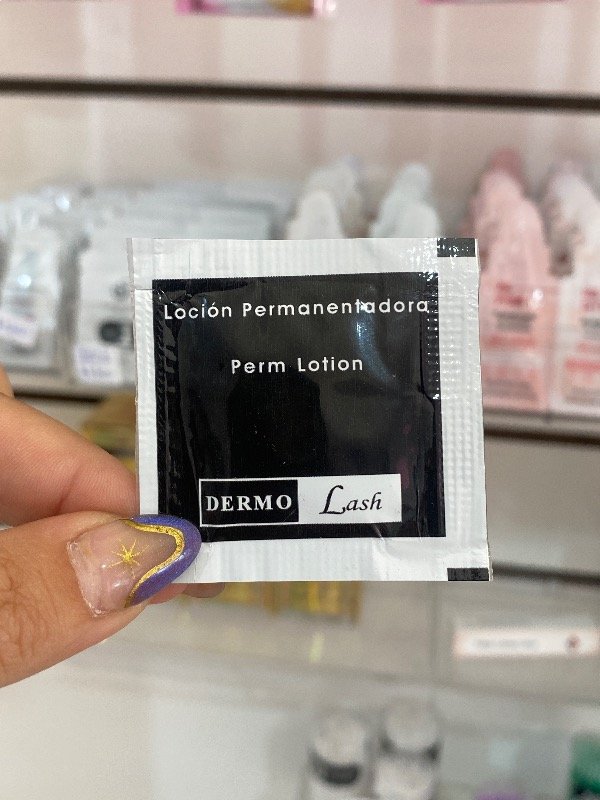 Loción Permanentadora
Perm Lotion
DERMO Lash